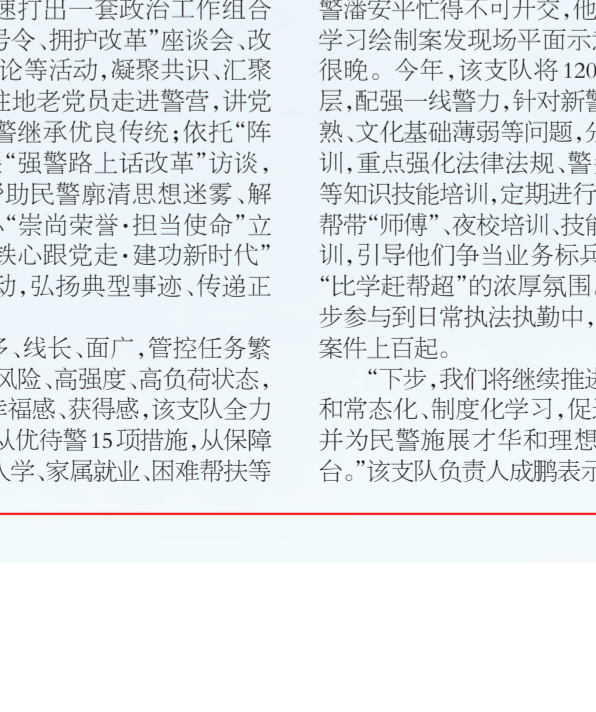 速打出一套政治工作组合
号令、拥护改革”座谈会、改
论等活动，凝聚共识、汇聚
驻地老党员走进警营，讲党
警继承优良传统；依托“阵
“强警路上话改革”访谈，
帮助民警廓清思想迷雾、解
“崇尚荣誉·担当使命”立
铁心跟党走·建功新时代”
动，弘扬典型事迹、传递正
多、线长、面广，管控任务繁
风险、高强度、高负荷状态，
幸福感、获得感，该支队全力
从优待警15项措施，从保障
入学、家属就业、困难帮扶等
警潘安平忙得不可开交，他
学习绘制案发现场平面示意
很晚。今年，该支队将120
层，配强一线警力，针对新警
熟、文化基础薄弱等问题，分
训，重点强化法律法规、警务
等知识技能培训，定期进行
帮带“师傅”、夜校培训、技能
训，引导他们争当业务标兵
“比学赶帮超”的浓厚氛围。
步参与到日常执法执勤中，
案件上百起。
“下步，我们将继续推进
和常态化、制度化学习，促进
并为民警施展才华和理想
台。”该支队负责人成鹏表示